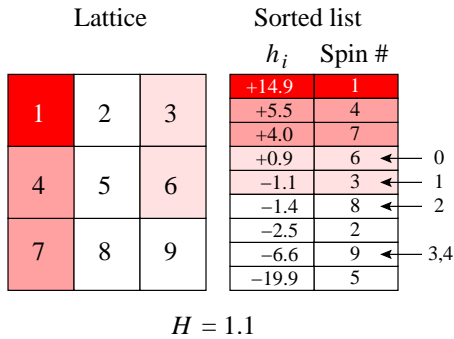 Lattice Sorted list
h_i Spin #
1 2 3
4 5 6
7 8 9
+14.9 1
+5.5 4
+4.0 7
+0.9 6 0
−1.1 3 1
−1.4 8 2
−2.5 2
−6.6 9 3,4
−19.9 5
H = 1.1